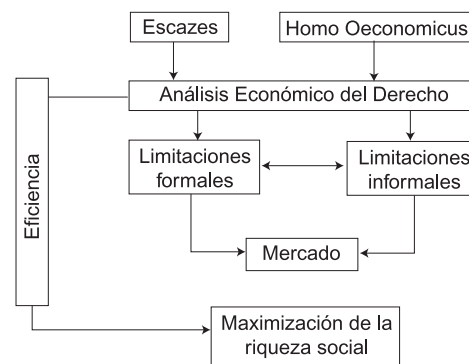 Escazes
Homo Oeconomicus
Análisis Económico del Derecho
Eficiencia
Limitaciones
formales
Limitaciones
informales
Mercado
Maximización de la
riqueza social